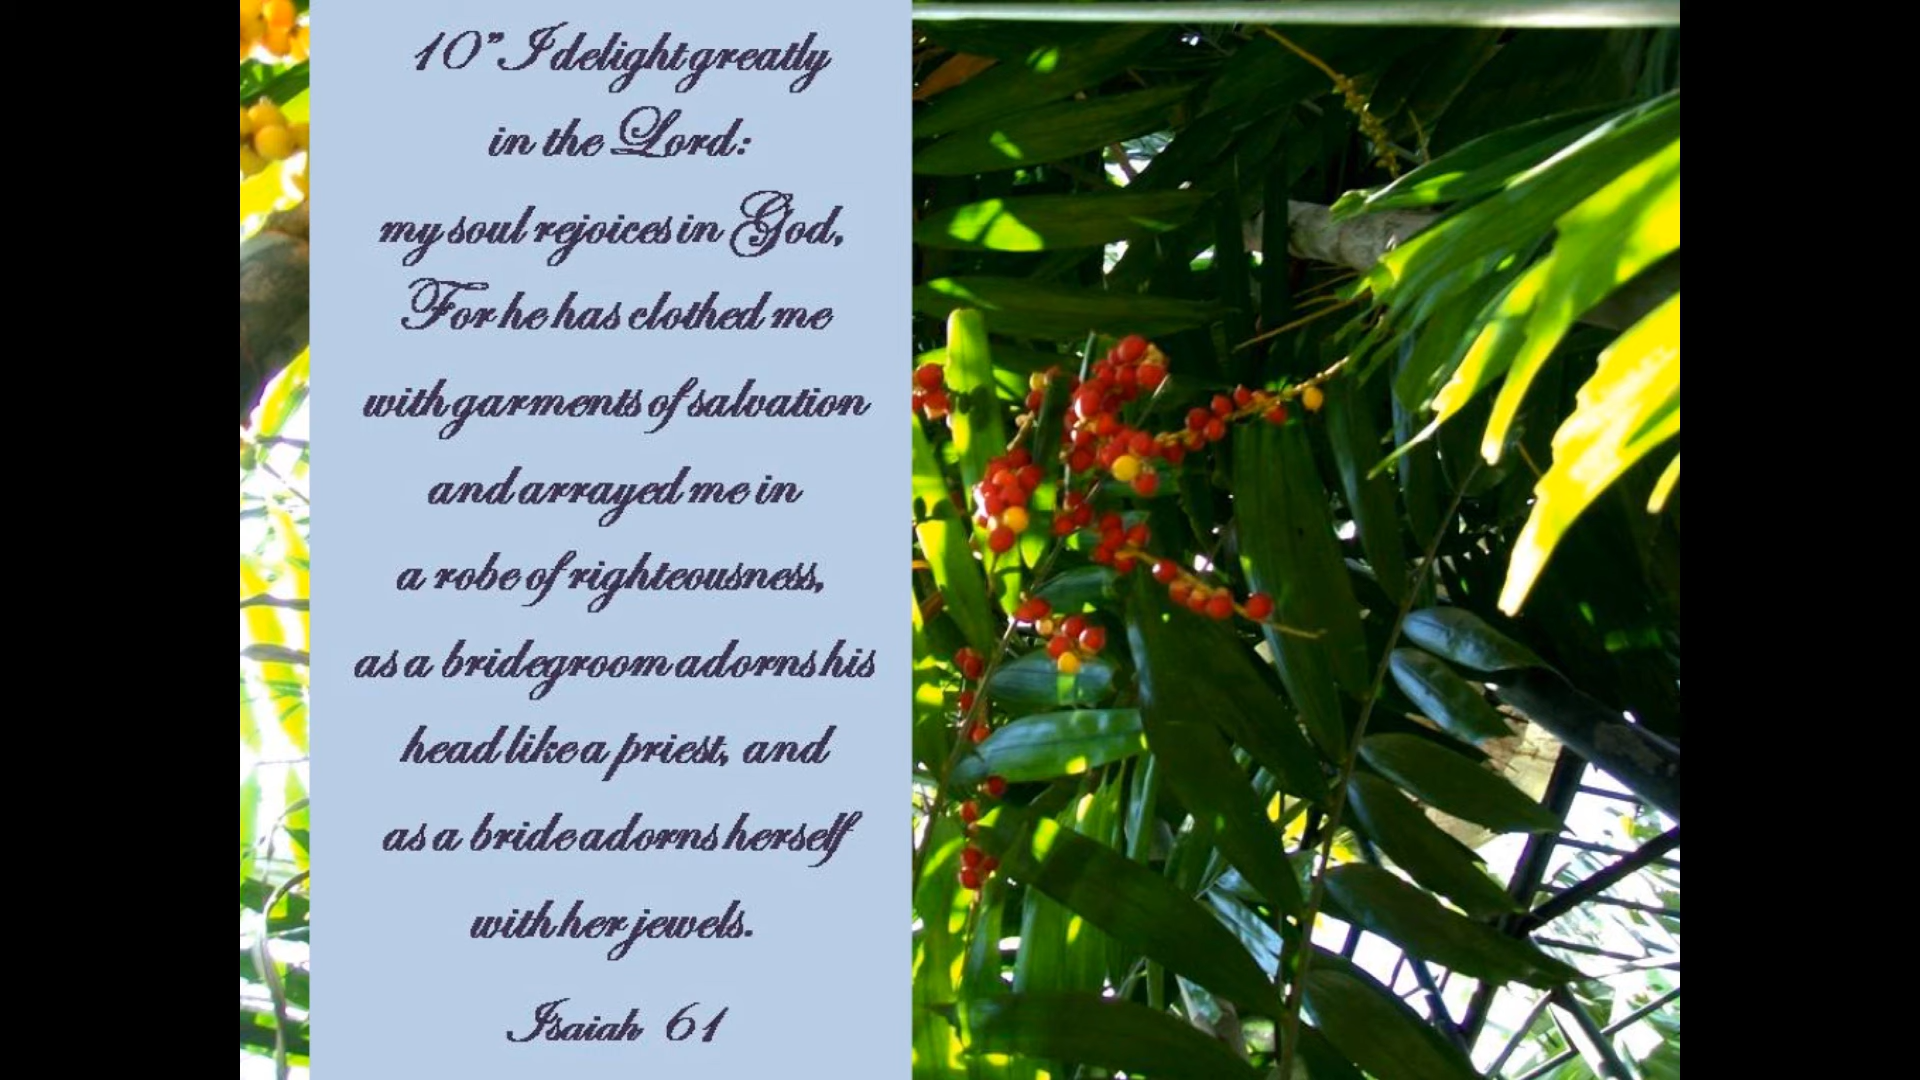 10" I delight greatly
in the Lord:
my soul rejoices in God,
For he has clothed me
with garments of salvation
and arrayed me in
a robe of righteousness,
as a bridegroom adorns his
head like a priest, and
as a bride adorns herself
with her jewels.
Isaiah 61